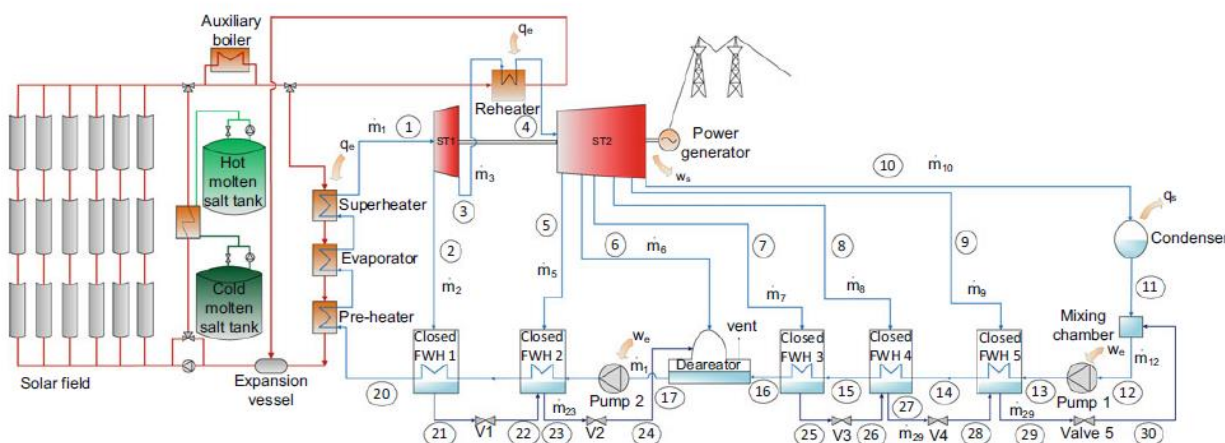 Auxiliary
boiler
qe
Reheater
ṁ1
1
ST1
4
ST2
Power
generator
10
ṁ10
qe
ṁ3
ws
qs
Hot
molten
salt tank
Superheater
3
Condenser
2
5
6
7
8
9
Evaporator
ṁ6
11
Cold
molten
salt tank
ṁ2
ṁ5
ṁ7
ṁ8
ṁ9
Mixing
chamber
Pre-heater
vent
we
Closed
FWH 1
Closed
FWH 2
we
Deareator
Closed
FWH 3
Closed
FWH 4
Closed
FWH 5
we
ṁ12
ṁ1
Solar field
Expansion
vessel
20
Pump 2
17
16
15
14
13
Pump 1
12
ṁ23
27
ṁ29
21
V1
22
23
V2
24
25
V3
26
ṁ29
V4
28
29
Valve 5
30